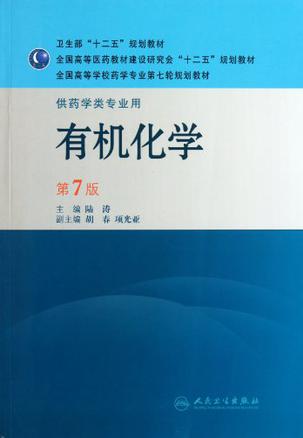 卫生部“十二五”规划教材
全国高等医药教材建设研究会“十二五”规划教材
全国高等学校药学专业第七轮规划教材
供药学类专业用
有机化学
第7版
主 编 陆 涛
副主编 胡 春 项光亚
人民卫生出版社